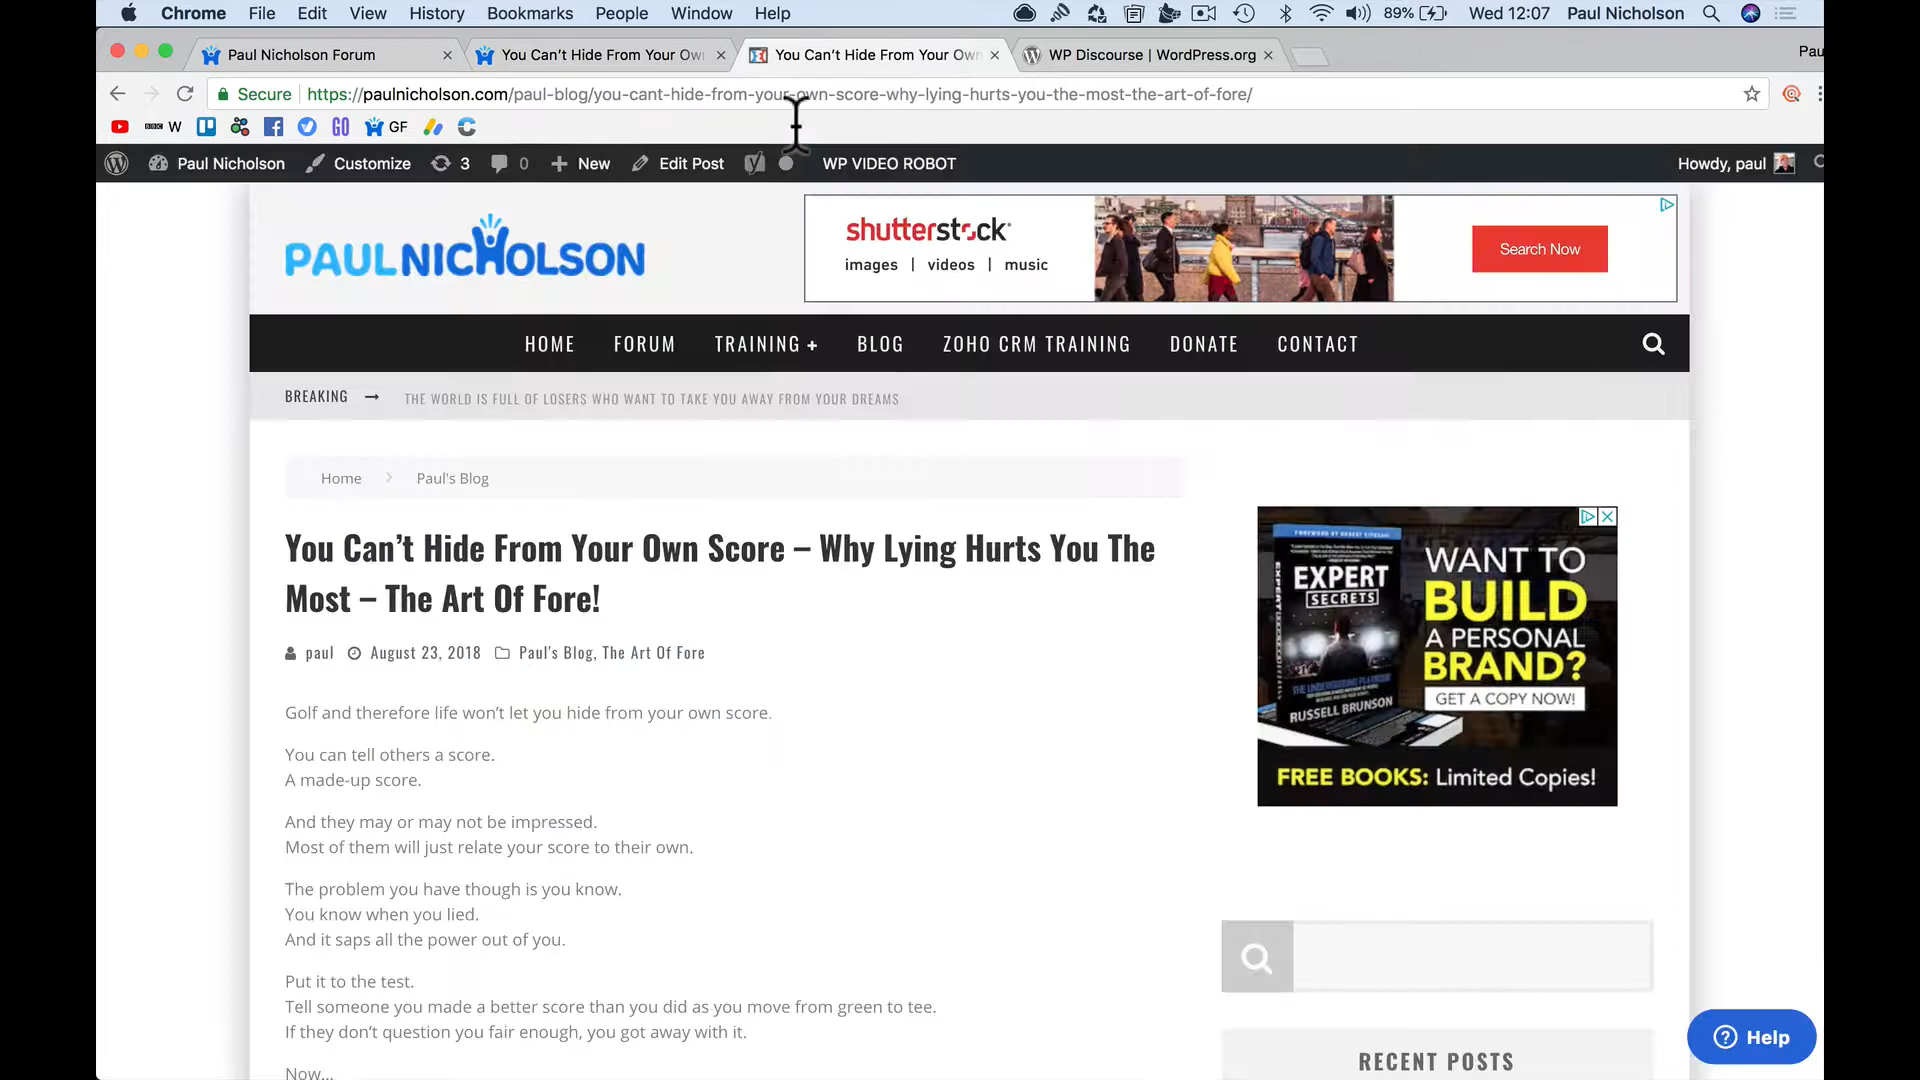 Chrome File Edit View History Bookmarks People Window Help 89% Wed 12:07 Paul Nicholson
Paul Nicholson Forum You Can't Hide From Your Ow You Can't Hide From Your Own WP Discourse | WordPress.org Pau
Secure https://paulnicholson.com/paul-blog/you-cant-hide-from-your-own-score-why-lying-hurts-you-the-most-the-art-of-fore/
BBC W GO GF
Paul Nicholson Customize 3 0 New Edit Post WP VIDEO ROBOT Howdy, paul
PAULNICHOLSON
shutterstock
images | videos | music
Search Now
HOME FORUM TRAINING + BLOG ZOHO CRM TRAINING DONATE CONTACT
BREAKING → THE WORLD IS FULL OF LOSERS WHO WANT TO TAKE YOU AWAY FROM YOUR DREAMS
Home > Paul's Blog
You Can't Hide From Your Own Score – Why Lying Hurts You The
Most – The Art Of Fore!
paul August 23, 2018 Paul's Blog, The Art Of Fore
Golf and therefore life won't let you hide from your own score.
You can tell others a score.
A made-up score.
And they may or may not be impressed.
Most of them will just relate your score to their own.
The problem you have though is you know.
You know when you lied.
And it saps all the power out of you.
Put it to the test.
Tell someone you made a better score than you did as you move from green to tee.
If they don't question you fair enough, you got away with it.
Now...
FOREWORD BY ROBERT KIYOSAKI
EXPERT
SECRETS
THE UNDERGROUND PLAYBOOK
RUSSELL BRUNSON
WANT TO
BUILD
A PERSONAL
BRAND?
GET A COPY NOW!
FREE BOOKS: Limited Copies!
RECENT POSTS
Help